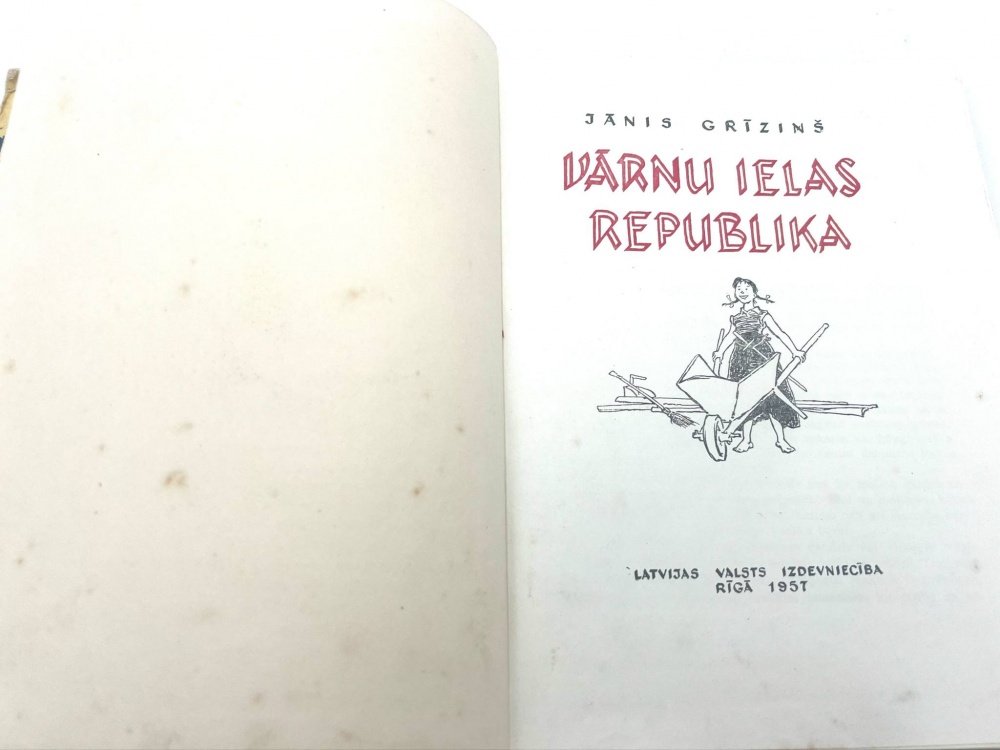 JĀNIS GRĪZIŅŠ
VĀRNU IELAS
REPUBLIKA
LATVIJAS VALSTS IZDEVNIECĪBA
RĪGĀ 1957